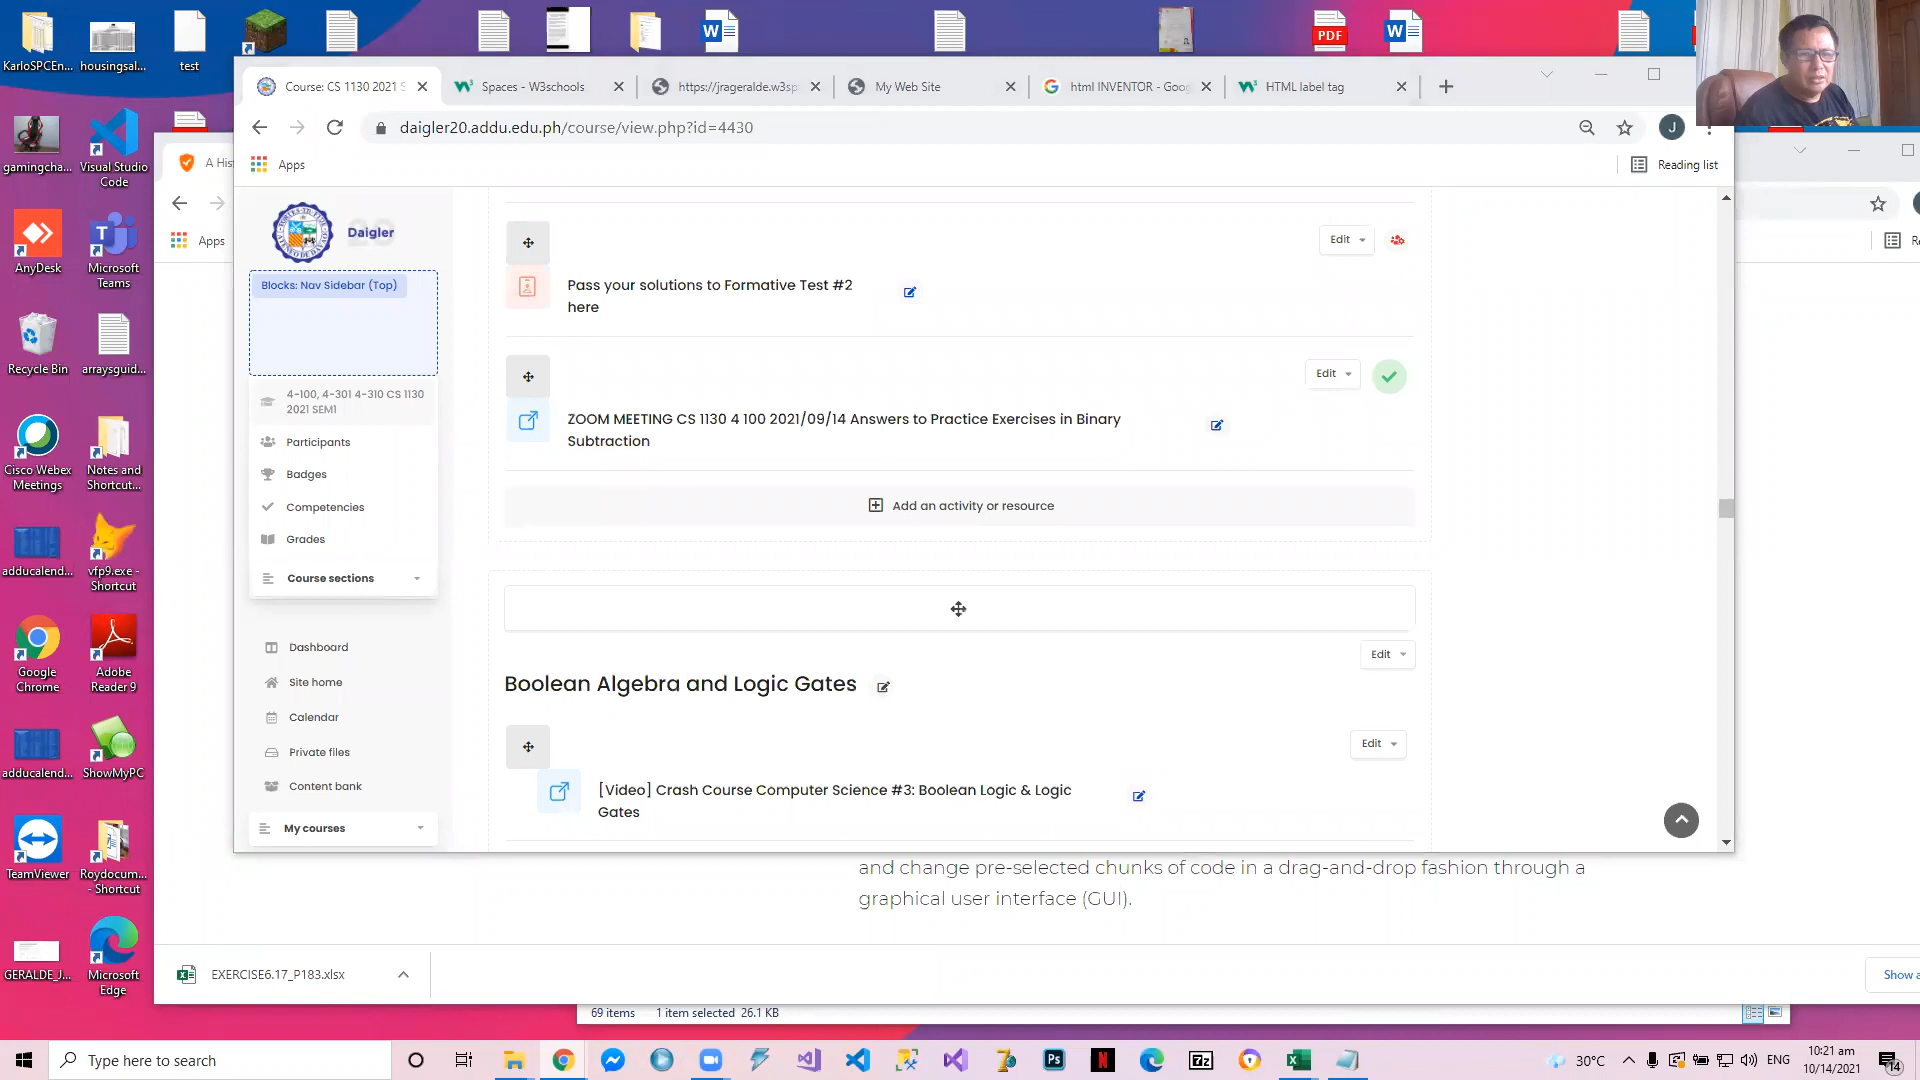 KarloSPCEn...
housingsal...
test
W
PDF
W
Course: CS 1130 2021 S
Spaces - W3schools
https://jrageralde.w3sp
My Web Site
html INVENTOR - Goog
HTML label tag
daigler20.addu.edu.ph/course/view.php?id=4430
J
Apps
Reading list
gamingcha...
Visual Studio
Code
A Hist
Apps
AnyDesk
Microsoft
Teams
Recycle Bin
arraysguid...
Cisco Webex
Meetings
Notes and
Shortcut...
adducalend...
vfp9.exe -
Shortcut
Google
Chrome
Adobe
Reader 9
adducalend...
ShowMyPC
TeamViewer
Roydocum...
- Shortcut
GERALDE_J...
Microsoft
Edge
Daigler
Blocks: Nav Sidebar (Top)
4-100, 4-301 4-310 CS 1130
2021 SEM1
Participants
Badges
Competencies
Grades
Course sections
Dashboard
Site home
Calendar
Private files
Content bank
My courses
Edit
Pass your solutions to Formative Test #2
here
Edit
ZOOM MEETING CS 1130 4 100 2021/09/14 Answers to Practice Exercises in Binary
Subtraction
Add an activity or resource
Edit
Boolean Algebra and Logic Gates
Edit
[Video] Crash Course Computer Science #3: Boolean Logic & Logic
Gates
and change pre-selected chunks of code in a drag-and-drop fashion through a
graphical user interface (GUI).
EXERCISE6.17_P183.xlsx
Show a
69 items
1 item selected 26.1 KB
Type here to search
Ps
N
7z
30°C
ENG
10:21 am
10/14/2021
14